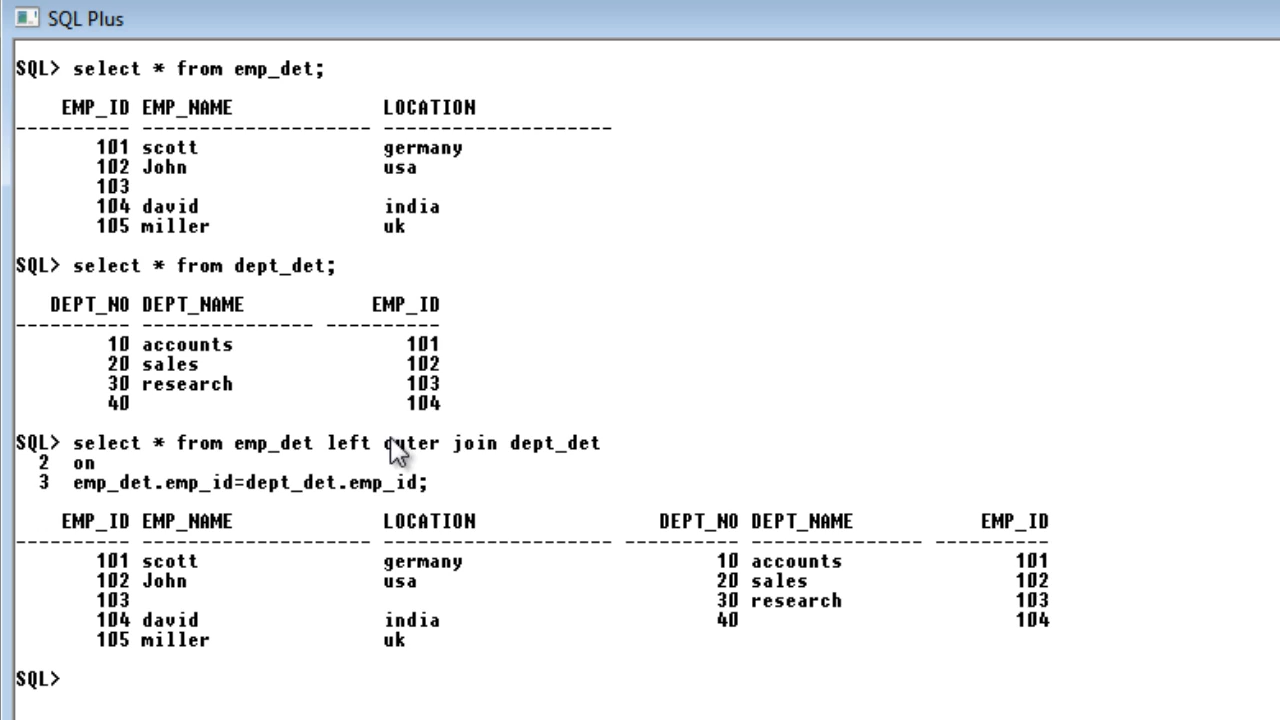 SQL Plus
SQL> select * from emp_det;
EMP_ID EMP_NAME LOCATION
---------- -------------------- --------------------
101 scott germany
102 John usa
103
104 david india
105 miller uk
SQL> select * from dept_det;
DEPT_NO DEPT_NAME EMP_ID
---------- --------------- ----------
10 accounts 101
20 sales 102
30 research 103
40 104
SQL> select * from emp_det left outer join dept_det
2 on
3 emp_det.emp_id=dept_det.emp_id;
EMP_ID EMP_NAME LOCATION DEPT_NO DEPT_NAME EMP_ID
---------- -------------------- -------------------- ---------- --------------- ----------
101 scott germany 10 accounts 101
102 John usa 20 sales 102
103 30 research 103
104 david india 40 104
105 miller uk
SQL>